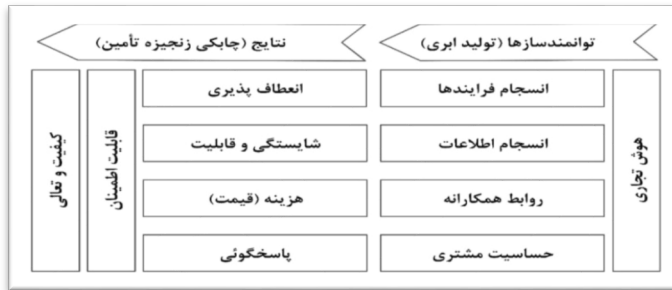 توانمندسازها (تولید ابری)
نتایج (چابکی زنجیزه تأمین)
هوش تجاری
انسجام فرایندها
انسجام اطلاعات
روابط همکارانه
حساسیت مشتری
انعطاف پذیری
شایستگی و قابلیت
هزینه (قیمت)
پاسخگوئی
قابلیت اطمینان
کیفیت و تعالی